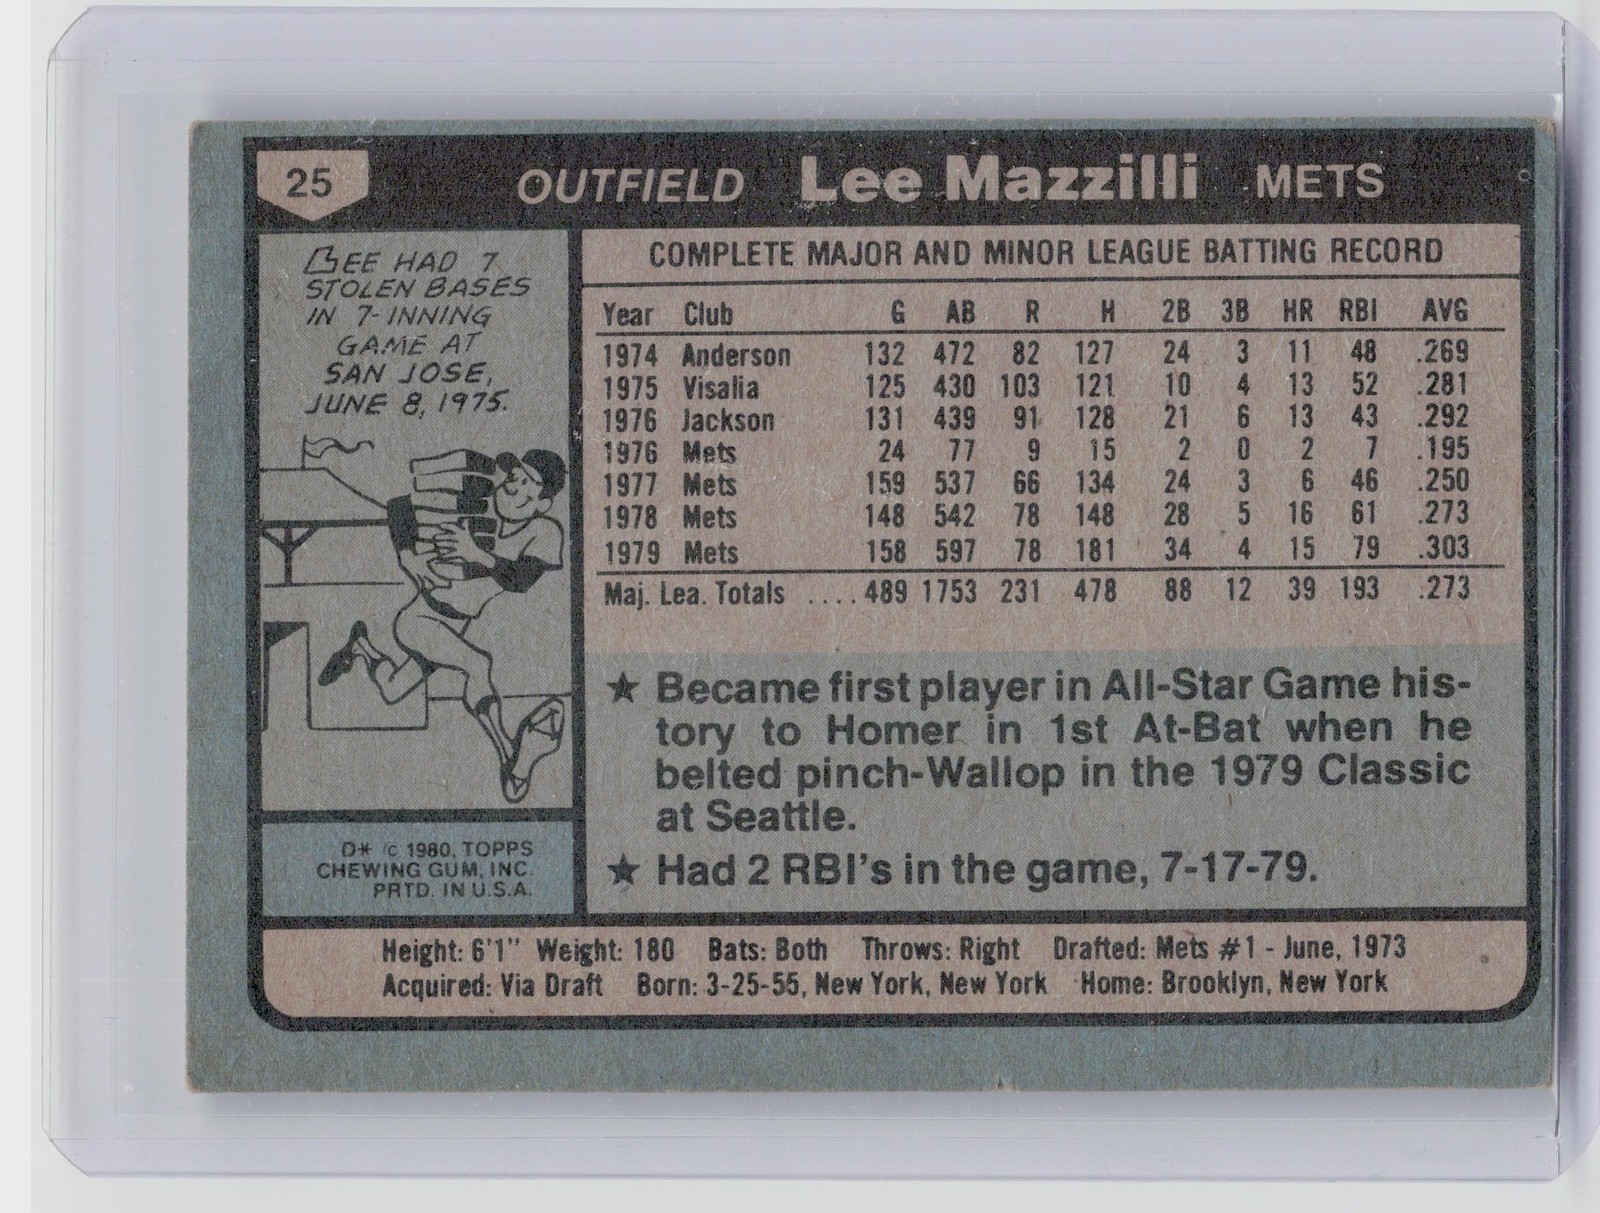 25 OUTFIELD Lee Mazzilli METS
LEE HAD 7
STOLEN BASES
IN 7-INNING
GAME AT
SAN JOSE,
JUNE 8, 1975.
COMPLETE MAJOR AND MINOR LEAGUE BATTING RECORD
Year Club G AB R H 2B 3B HR RBI AVG
1974 Anderson 132 472 82 127 24 3 11 48 .269
1975 Visalia 125 430 103 121 10 4 13 52 .281
1976 Jackson 131 439 91 128 21 6 13 43 .292
1976 Mets 24 77 9 15 2 0 2 7 .195
1977 Mets 159 537 66 134 24 3 6 46 .250
1978 Mets 148 542 78 148 28 5 16 61 .273
1979 Mets 158 597 78 181 34 4 15 79 .303
Maj. Lea. Totals .... 489 1753 231 478 88 12 39 193 .273
★ Became first player in All-Star Game his-
tory to Homer in 1st At-Bat when he
belted pinch-Wallop in the 1979 Classic
at Seattle.
★ Had 2 RBI's in the game, 7-17-79.
D* © 1980, TOPPS
CHEWING GUM, INC.
PRTD. IN U.S.A.
Height: 6'1" Weight: 180 Bats: Both Throws: Right Drafted: Mets #1 - June, 1973
Acquired: Via Draft Born: 3-25-55, New York, New York Home: Brooklyn, New York